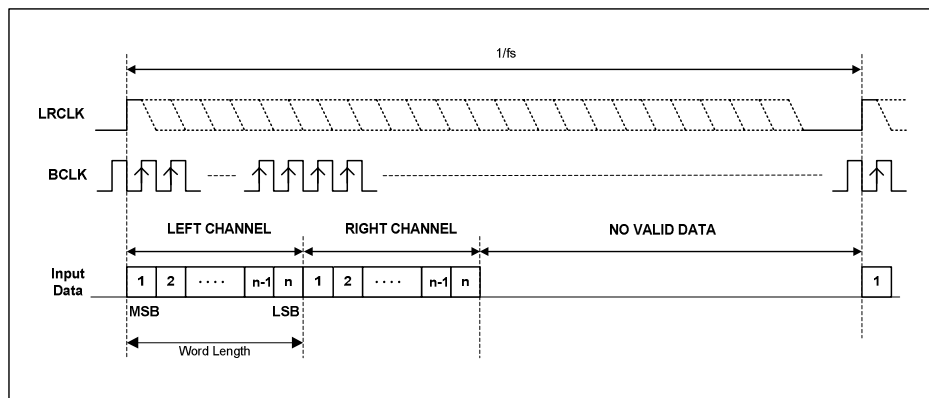 1/fs
LRCLK
BCLK
LEFT CHANNEL RIGHT CHANNEL NO VALID DATA
Input Data 1 2 n-1 n 1 2 n-1 n 1
MSB LSB
Word Length